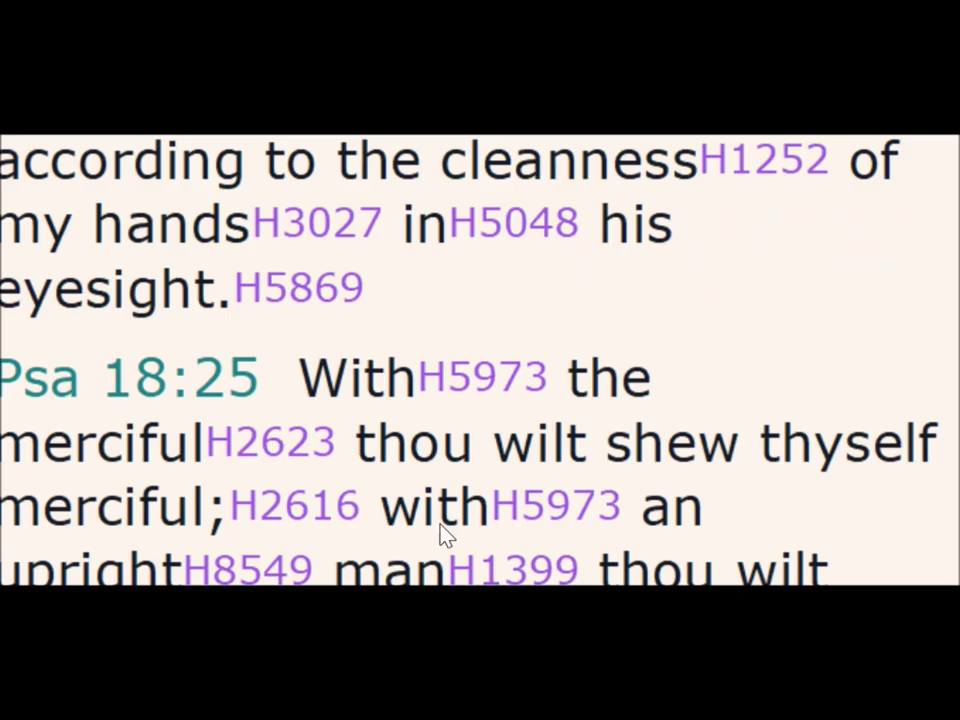 according to the cleannessH1252 of
my handsH3027 inH5048 his
eyesight.H5869
Psa 18:25 WithH5973 the
mercifulH2623 thou wilt shew thyself
merciful;H2616 withH5973 an
uprightH8549 manH1399 thou wilt